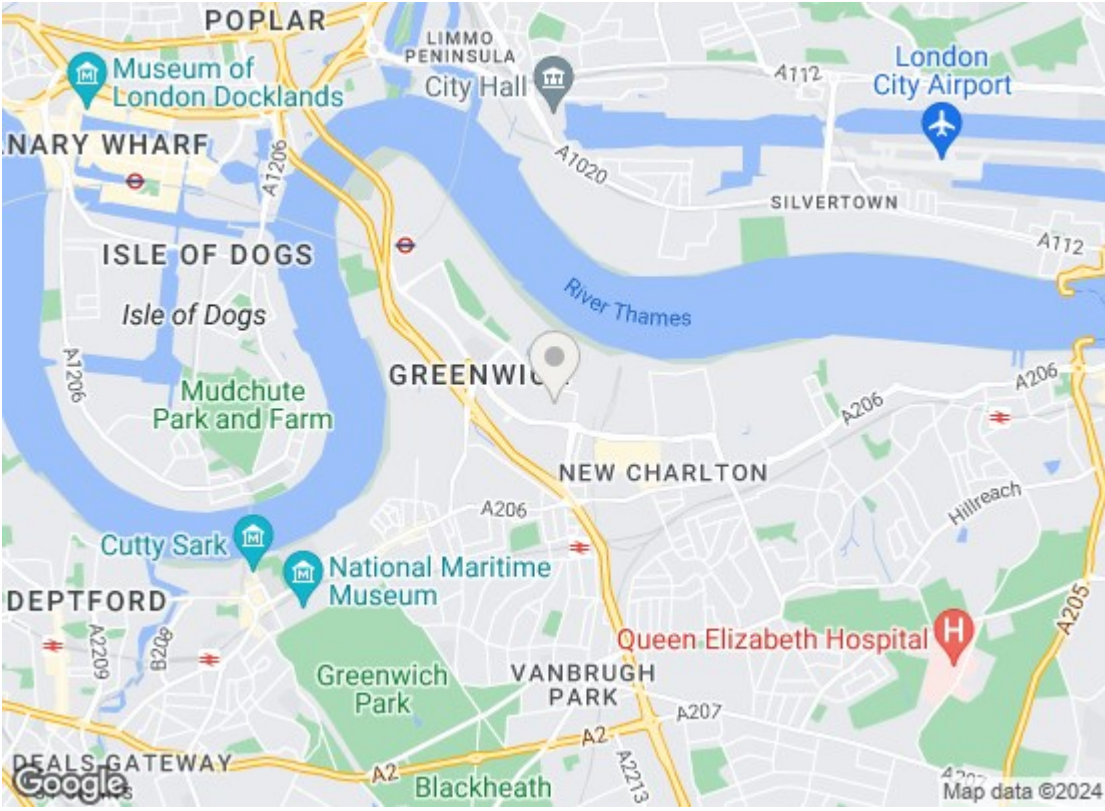 POPLAR
LIMMO
PENINSULA
Museum of
London Docklands
City Hall
A112
London
City Airport
NARY WHARF
A1206
A1020
SILVERTOWN
A112
ISLE OF DOGS
Isle of Dogs
River Thames
A1206
GREENWIC
Mudchute
Park and Farm
A206
A206
NEW CHARLTON
Hillreach
A206
Cutty Sark
National Maritime
Museum
DEPTFORD
A2209
B208
A205
Queen Elizabeth Hospital
H
Greenwich
Park
VANBRUGH
PARK
A207
A2
A2213
DEALS GATEWAY
A2
Blackheath
A207
Google
Map data ©2024